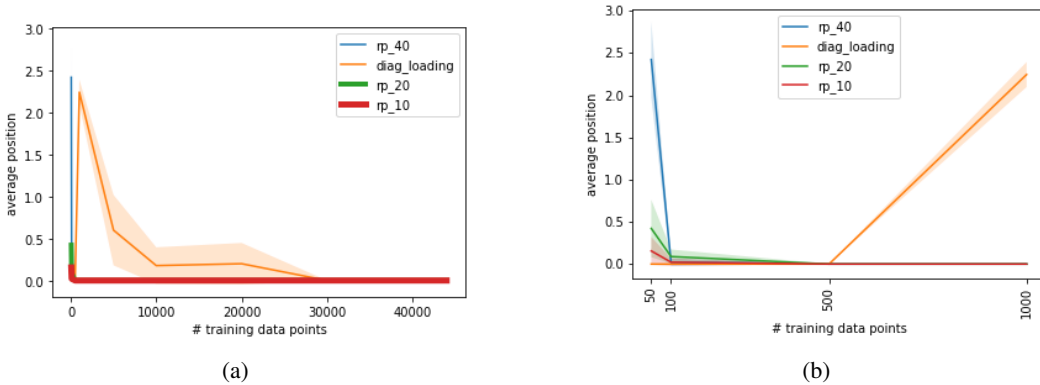 3.0
2.5
2.0
1.5
1.0
0.5
0.0
average position
0 10000 20000 30000 40000
# training data points
rp_40
diag_loading
rp_20
rp_10
(a)
3.0
2.5
2.0
1.5
1.0
0.5
0.0
average position
50 100 500 1000
# training data points
rp_40
diag_loading
rp_20
rp_10
(b)